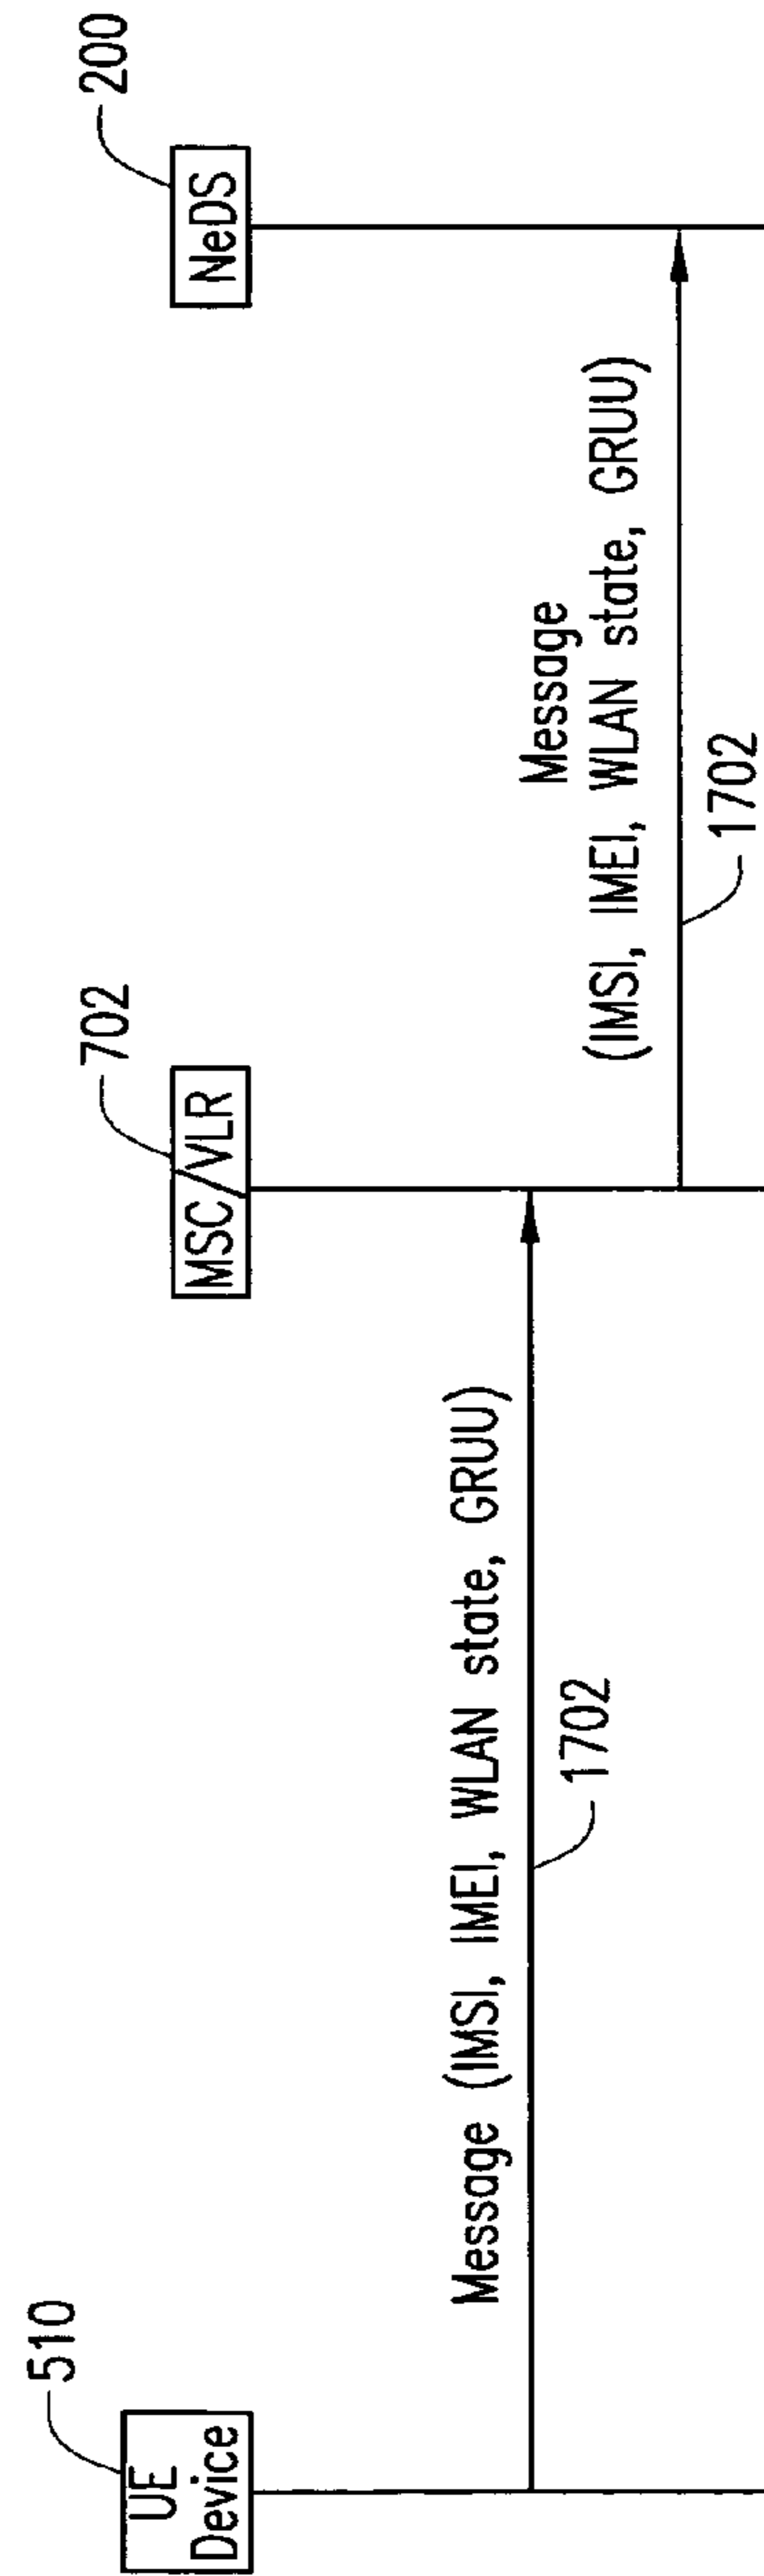 510
UE
Device
702
MSC/VLR
200
NeDS
Message (IMSI, IMEI, WLAN state, GRUU)
1702
Message
(IMSI, IMEI, WLAN state, GRUU)
1702